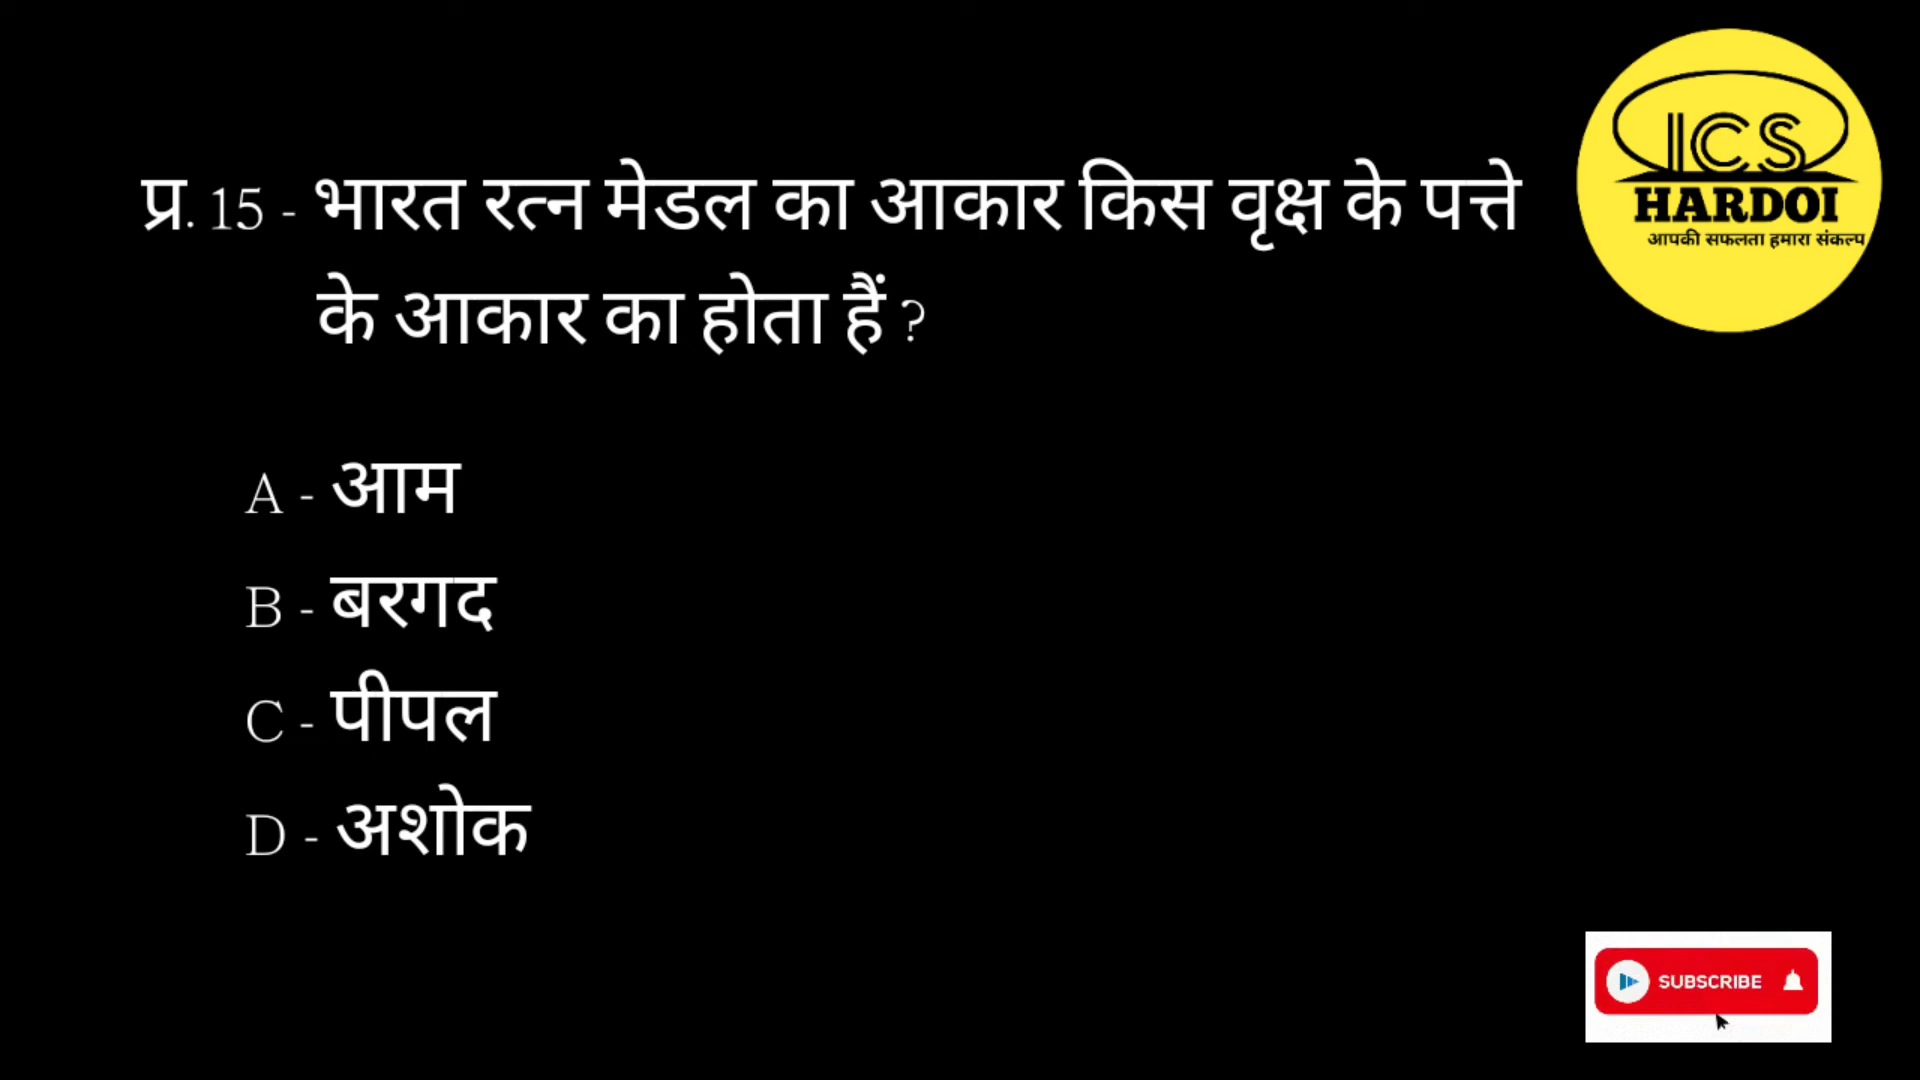 प्र. 15 - भारत रत्न मेडल का आकार किस वृक्ष के पत्ते
के आकार का होता हैं ?
A - आम
B - बरगद
C - पीपल
D - अशोक
ICS
HARDOI
आपकी सफलता हमारा संकल्प
SUBSCRIBE